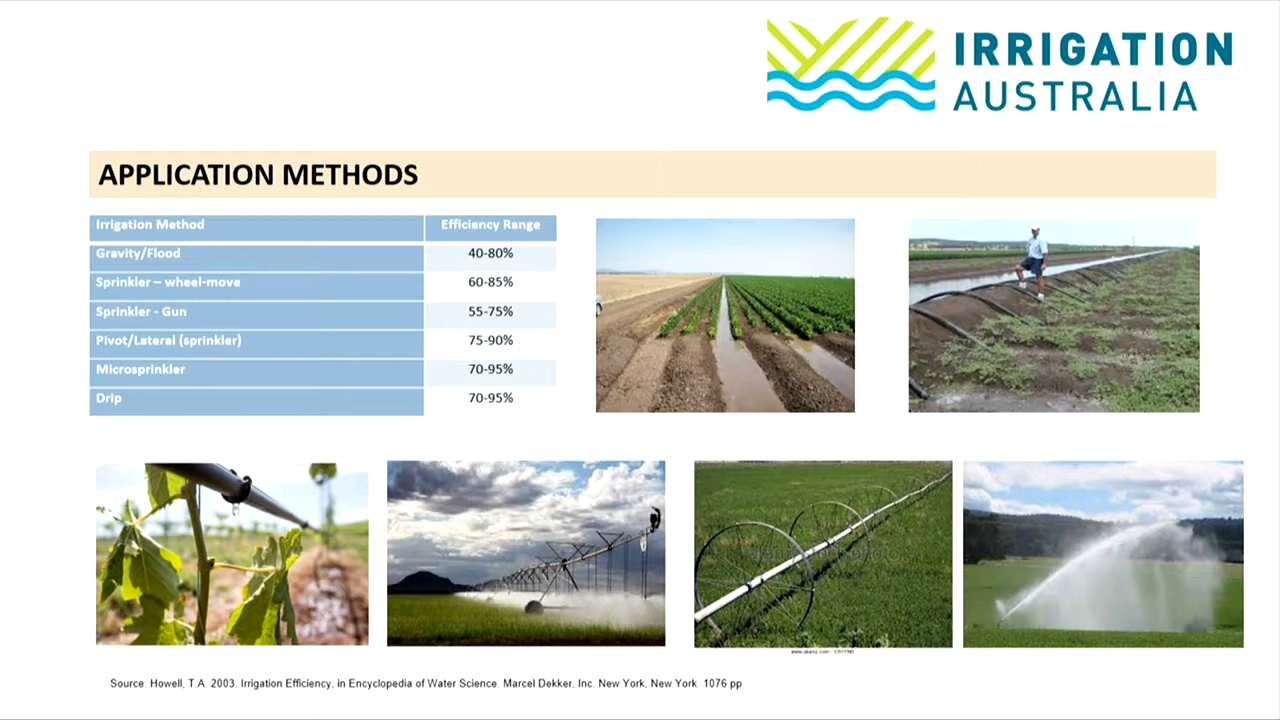 IRRIGATION
AUSTRALIA
APPLICATION METHODS
Irrigation Method Efficiency Range
Gravity/Flood 40-80%
Sprinkler – wheel-move 60-85%
Sprinkler - Gun 55-75%
Pivot/Lateral (sprinkler) 75-90%
Microsprinkler 70-95%
Drip 70-95%
Source: Howell, T.A. 2003. Irrigation Efficiency, in Encyclopedia of Water Science. Marcel Dekker, Inc. New York, New York. 1076 pp